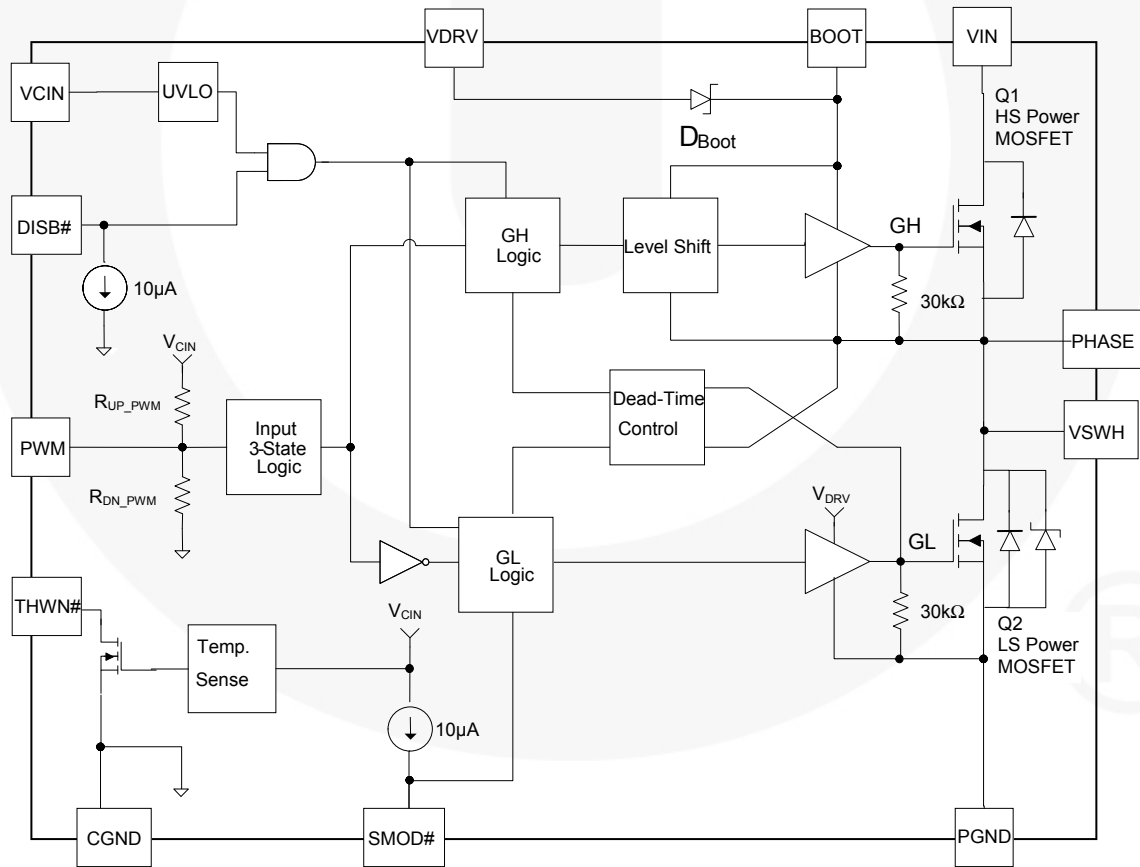 VDRV
BOOT
VIN
VCIN
UVLO
Q1
HS Power
MOSFET
DBoot
DISB#
GH
Logic
Level Shift
GH
10µA
30kΩ
VCIN
PHASE
RUP_PWM
Dead-Time
Control
PWM
Input
3-State
Logic
VSWH
RDN_PWM
VDRV
GL
GL
Logic
THWN#
VCIN
30kΩ
Q2
LS Power
MOSFET
Temp.
Sense
10µA
CGND
SMOD#
PGND
®